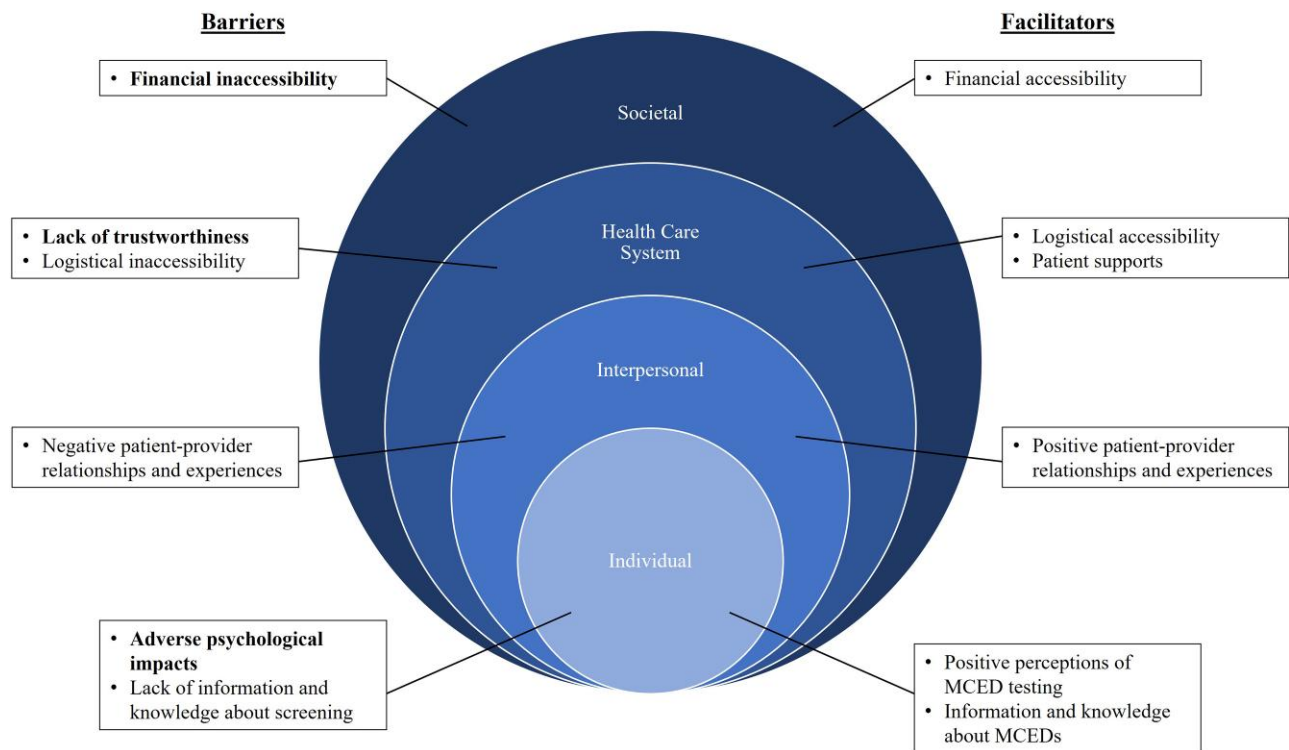 Barriers
Facilitators
• Financial inaccessibility
• Financial accessibility
Societal
• Lack of trustworthiness
• Logistical inaccessibility
Health Care
System
• Logistical accessibility
• Patient supports
Interpersonal
• Negative patient-provider
relationships and experiences
• Positive patient-provider
relationships and experiences
Individual
• Adverse psychological
impacts
• Lack of information and
knowledge about screening
• Positive perceptions of
MCED testing
• Information and knowledge
about MCEDs